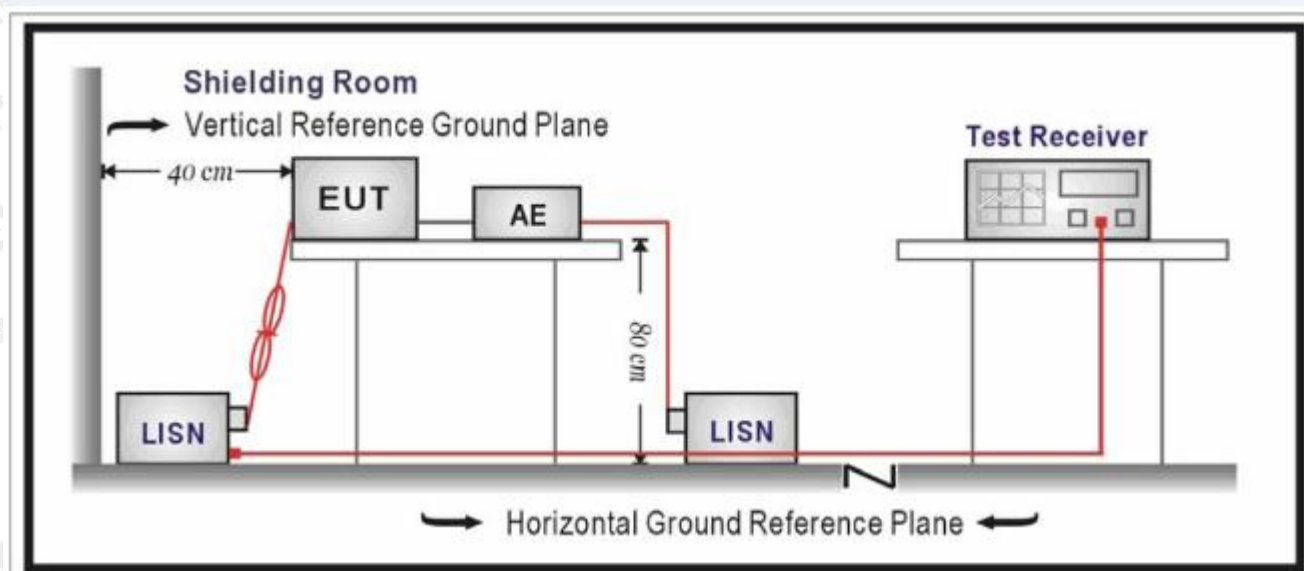 Shielding Room
Vertical Reference Ground Plane
Test Receiver
40 cm
EUT
AE
80 cm
LISN
LISN
Horizontal Ground Reference Plane